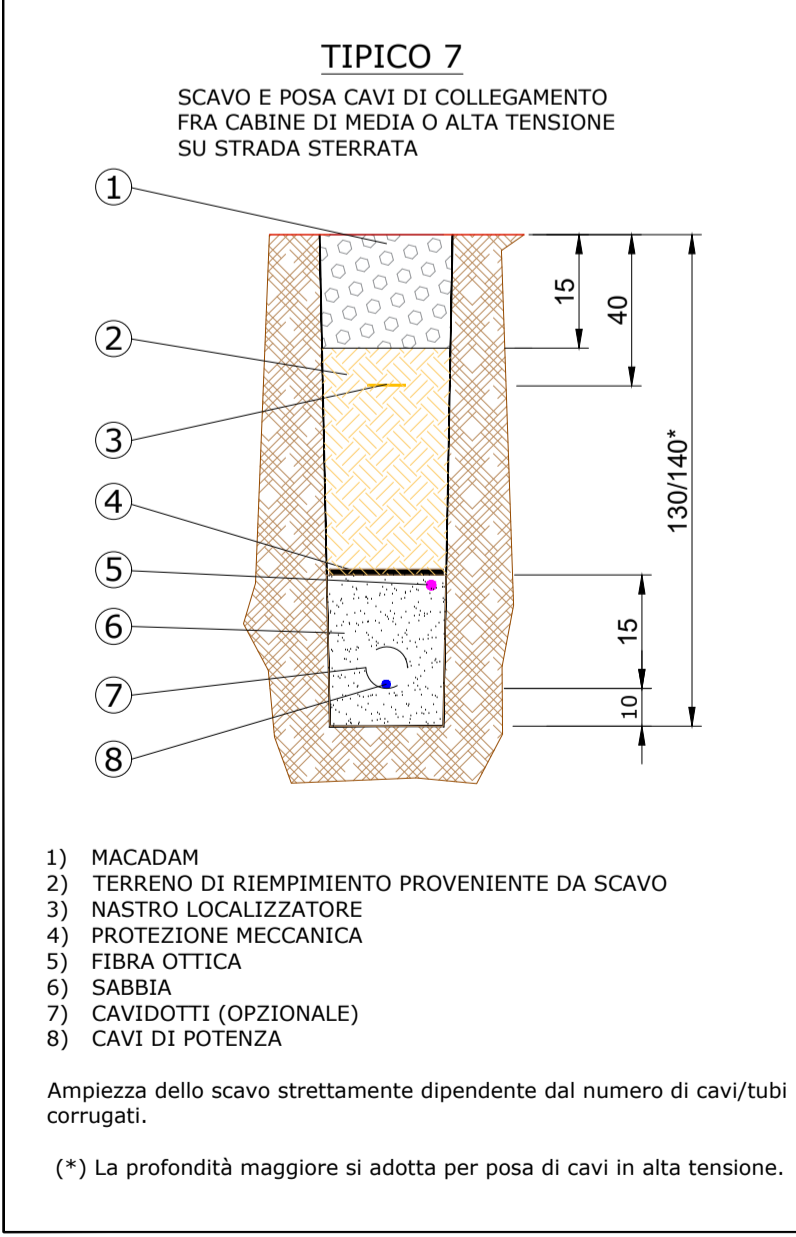 TIPICO 7
SCAVO E POSA CAVI DI COLLEGAMENTO
FRA CABINE DI MEDIA O ALTA TENSIONE
SU STRADA STERRATA
1
2
3
4
5
6
7
8
15
40
130/140*
15
10
1) MACADAM
2) TERRENO DI RIEMPIMENTO PROVENIENTE DA SCAVO
3) NASTRO LOCALIZZATORE
4) PROTEZIONE MECCANICA
5) FIBRA OTTICA
6) SABBIA
7) CAVIDOTTI (OPZIONALE)
8) CAVI DI POTENZA
Ampiezza dello scavo strettamente dipendente dal numero di cavi/tubi
corrugati.
(*) La profondità maggiore si adotta per posa di cavi in alta tensione.